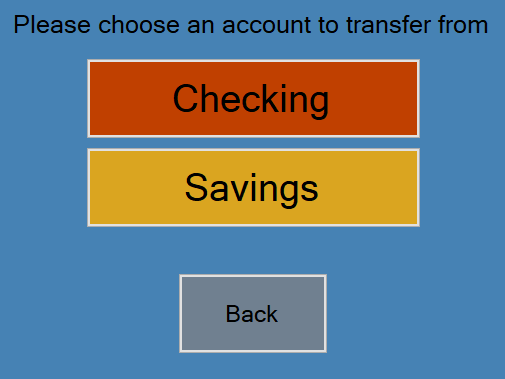 Please choose an account to transfer from
Checking
Savings
Back